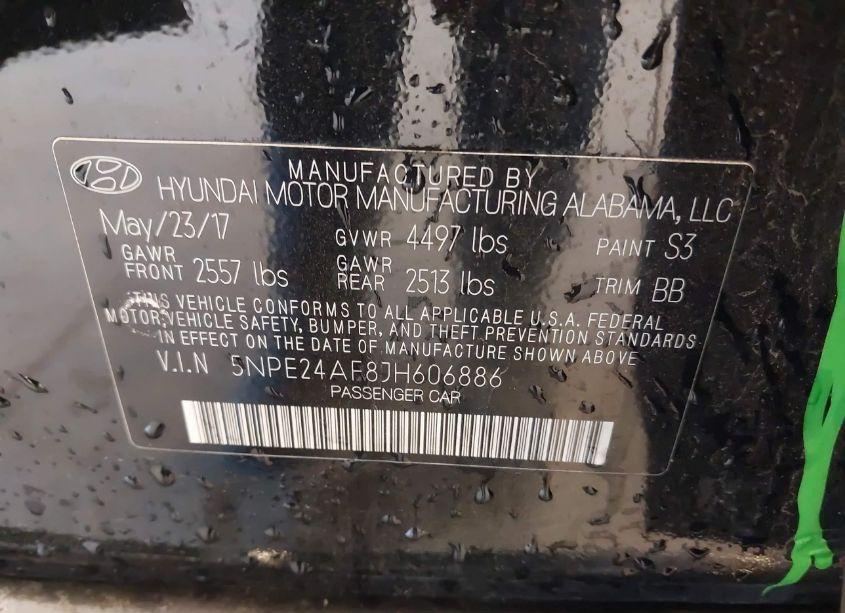 MANUFACTURED BY
HYUNDAI MOTOR MANUFACTURING ALABAMA, LLC
May/23/17 GVWR 4497 lbs PAINT S3
GAWR FRONT 2557 lbs GAWR REAR 2513 lbs TRIM BB
THIS VEHICLE CONFORMS TO ALL APPLICABLE U.S.A. FEDERAL
MOTOR VEHICLE SAFETY, BUMPER, AND THEFT PREVENTION STANDARDS
IN EFFECT ON THE DATE OF MANUFACTURE SHOWN ABOVE
V.I.N 5NPE24AF8JH606886
PASSENGER CAR